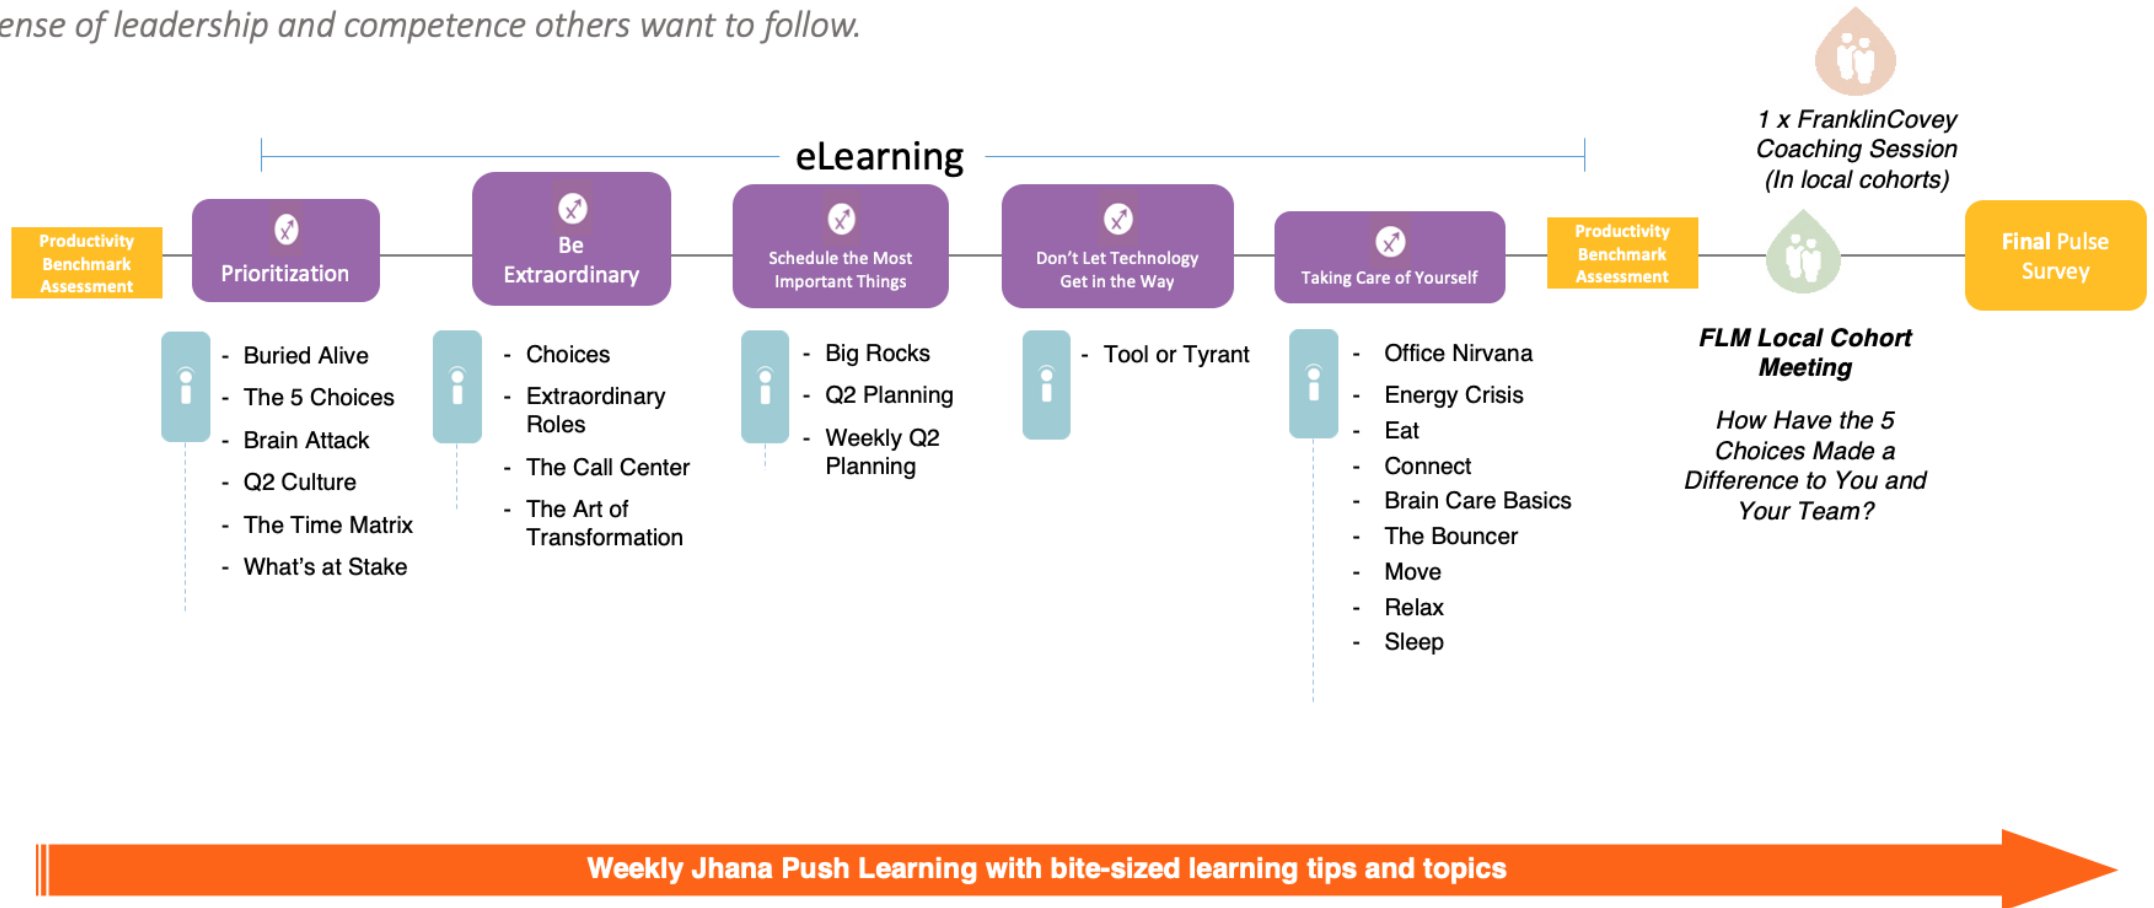 ense of leadership and competence others want to follow.
1 x FranklinCovey
Coaching Session
(In local cohorts)
eLearning
Productivity
Benchmark
Assessment
Prioritization
Be
Extraordinary
Schedule the Most
Important Things
Don't Let Technology
Get in the Way
Taking Care of Yourself
Productivity
Benchmark
Assessment
Final Pulse
Survey
- Buried Alive
- The 5 Choices
- Brain Attack
- Q2 Culture
- The Time Matrix
- What's at Stake
- Choices
- Extraordinary
Roles
- The Call Center
- The Art of
Transformation
- Big Rocks
- Q2 Planning
- Weekly Q2
Planning
- Tool or Tyrant
- Office Nirvana
- Energy Crisis
- Eat
- Connect
- Brain Care Basics
- The Bouncer
- Move
- Relax
- Sleep
FLM Local Cohort
Meeting
How Have the 5
Choices Made a
Difference to You and
Your Team?
Weekly Jhana Push Learning with bite-sized learning tips and topics